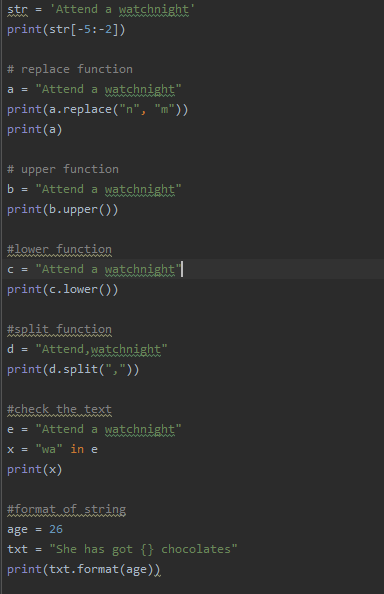 str = 'Attend a watchnight'
print(str[-5:-2])
# replace function
a = "Attend a watchnight"
print(a.replace("n", "m"))
print(a)
# upper function
b = "Attend a watchnight"
print(b.upper())
#lower function
c = "Attend a watchnight"
print(c.lower())
#split function
d = "Attend,watchnight"
print(d.split(","))
#check the text
e = "Attend a watchnight"
x = "wa" in e
print(x)
#format of string
age = 26
txt = "She has got {} chocolates"
print(txt.format(age))